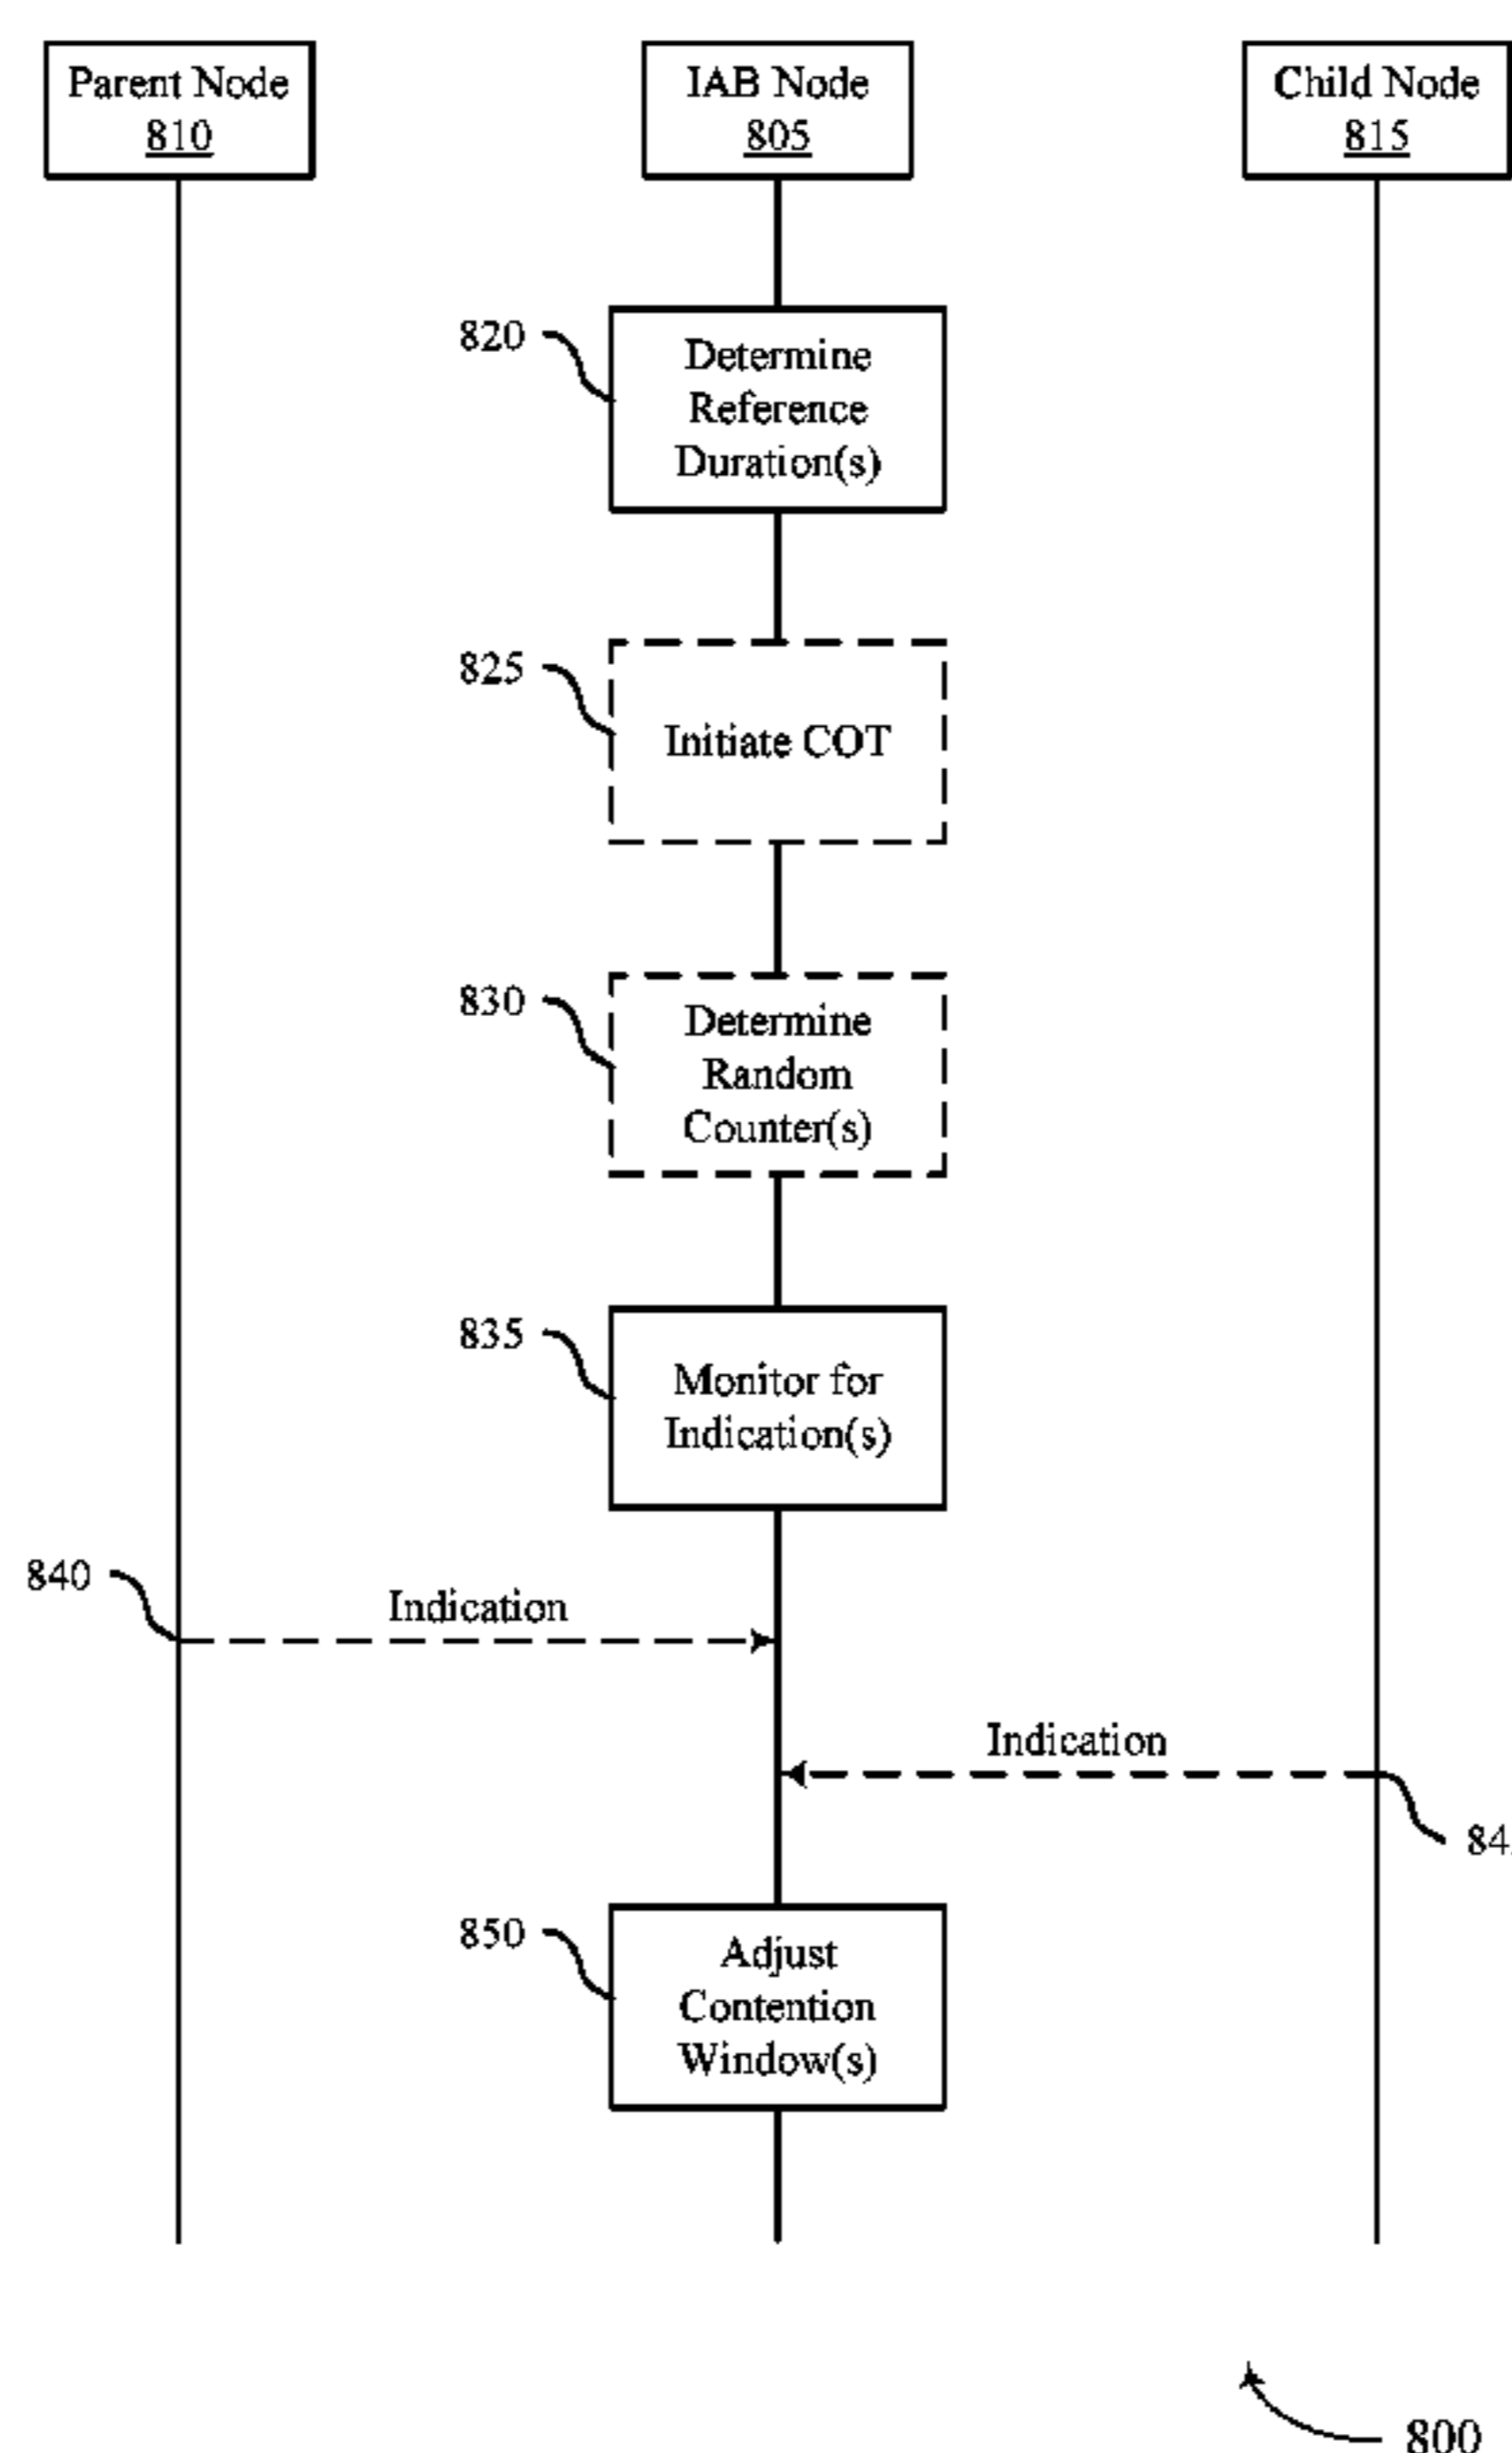 Parent Node
810
IAB Node
805
Child Node
815
820
Determine
Reference
Duration(s)
825
Initiate COT
830
Determine
Random
Counter(s)
835
Monitor for
Indication(s)
840
Indication
Indication
850
Adjust
Contention
Window(s)
800